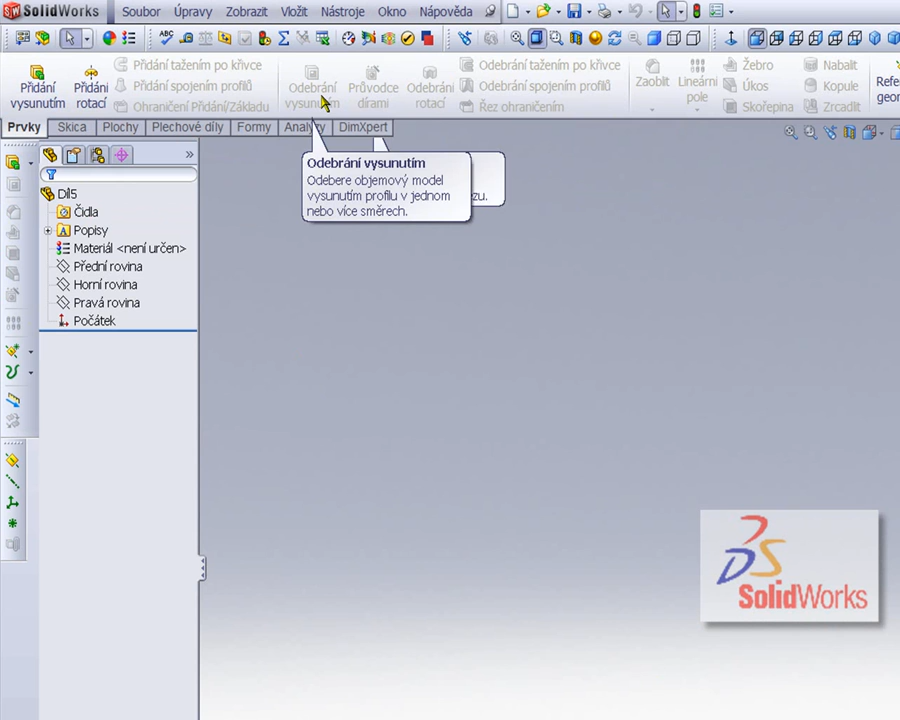 SolidWorks Soubor Úpravy Zobrazit Vložit Nástroje Okno Nápověda
Přidání vysunutím
Přidání rotací
Přidání tažením po křivce
Přidání spojením profilů
Ohraničení Přidání/Základu
Odebrání vysunutím
Průvodce dírami
Odebrání rotací
Odebrání tažením po křivce
Odebrání spojením profilů
Řez ohraničením
Zaoblit
Lineární pole
Žebro
Úkos
Skořepina
Nabalit
Kopule
Zrcadlit
Prvky Skica Plochy Plechové díly Formy Analýzy DimXpert
Odebrání vysunutím
Odebere objemový model
vysunutím profilu v jednom
nebo více směrech.
zu.
Díl5
Čidla
Popisy
Materiál <není určen>
Přední rovina
Horní rovina
Pravá rovina
Počátek
SolidWorks